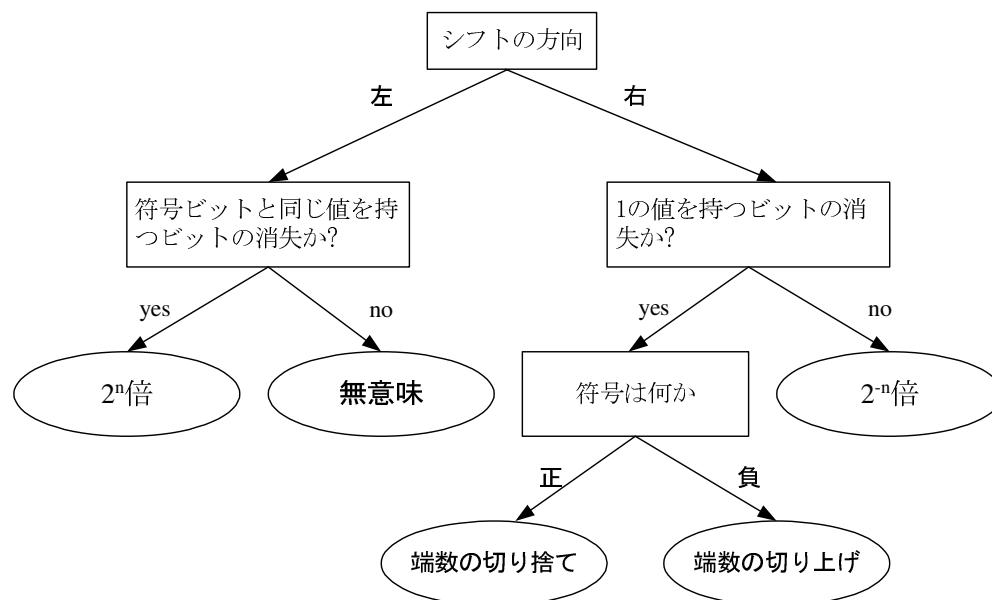 シフトの方向
左
右
符号ビットと同じ値を持
つビットの消失か?
1の値を持つビットの消
失か?
yes
no
yes
no
2ⁿ倍
無意味
符号は何か
2⁻ⁿ倍
正
負
端数の切り捨て
端数の切り上げ